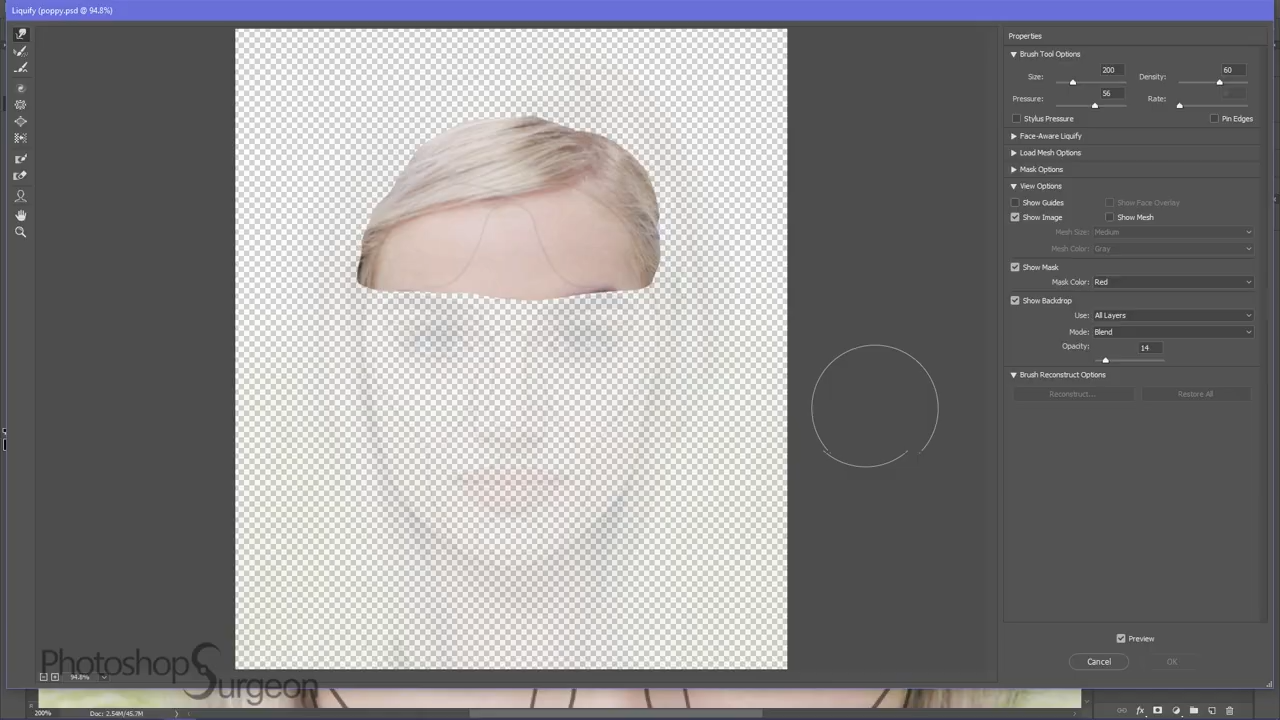 Liquify (poppy.psd @ 94.8%)
Properties
Brush Tool Options
Size: 200 Density: 60
Pressure: 56 Rate:
Stylus Pressure Pin Edges
Face-Aware Liquify
Load Mesh Options
Mask Options
View Options
Show Guides Show Face Overlay
Show Image Show Mesh
Mesh Size: Medium
Mesh Color: Gray
Show Mask
Mask Color: Red
Show Backdrop
Use: All Layers
Mode: Blend
Opacity: 14
Brush Reconstruct Options
Reconstruct... Restore All
Preview
Cancel OK
Photoshop
Surgeon
94.8%
200% Doc: 2.54M/45.7M
fx